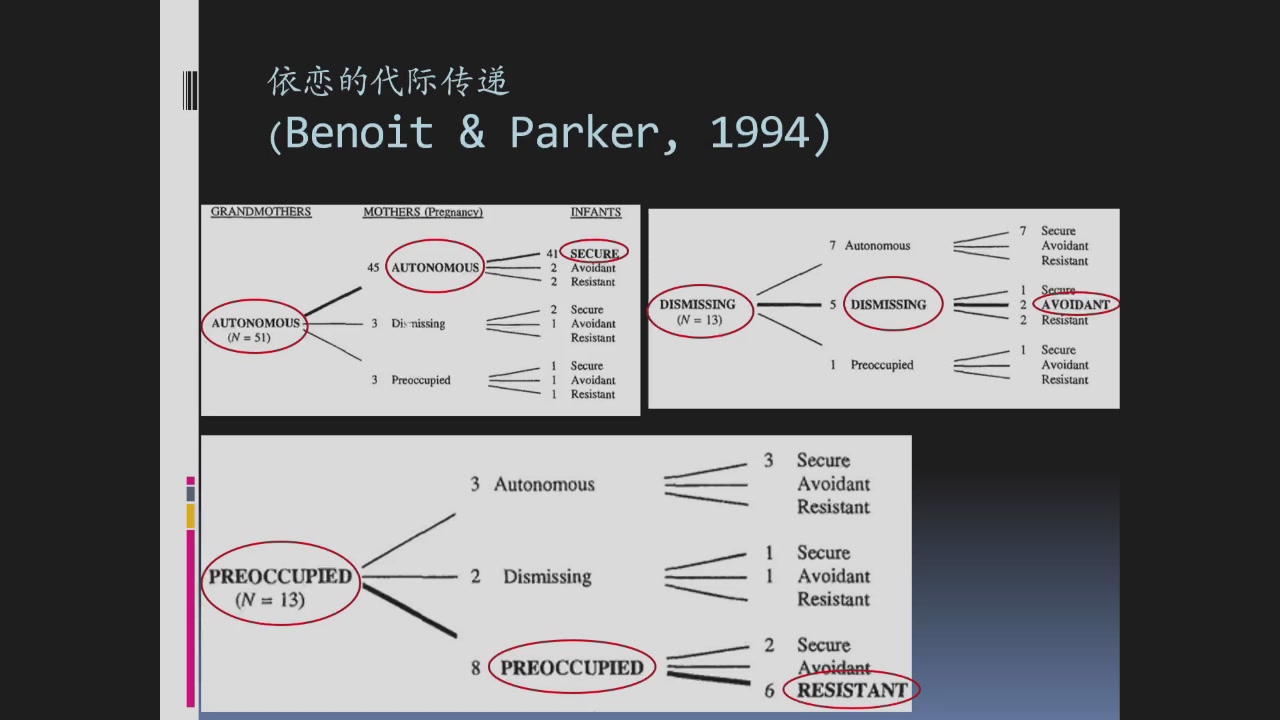 依恋的代际传递
(Benoit & Parker, 1994)
GRANDMOTHERS MOTHERS (Pregnancy) INFANTS
41 SECURE
45 AUTONOMOUS 2 Avoidant
2 Resistant
2 Secure
AUTONOMOUS 3 Dismissing 1 Avoidant
(N = 51) Resistant
1 Secure
3 Preoccupied 1 Avoidant
1 Resistant
7 Secure
7 Autonomous Avoidant
Resistant
1 Secure
DISMISSING 5 DISMISSING 2 AVOIDANT
(N = 13) 2 Resistant
1 Secure
1 Preoccupied Avoidant
Resistant
3 Secure
3 Autonomous Avoidant
Resistant
1 Secure
PREOCCUPIED 2 Dismissing 1 Avoidant
(N = 13) Resistant
2 Secure
8 PREOCCUPIED Avoidant
6 RESISTANT